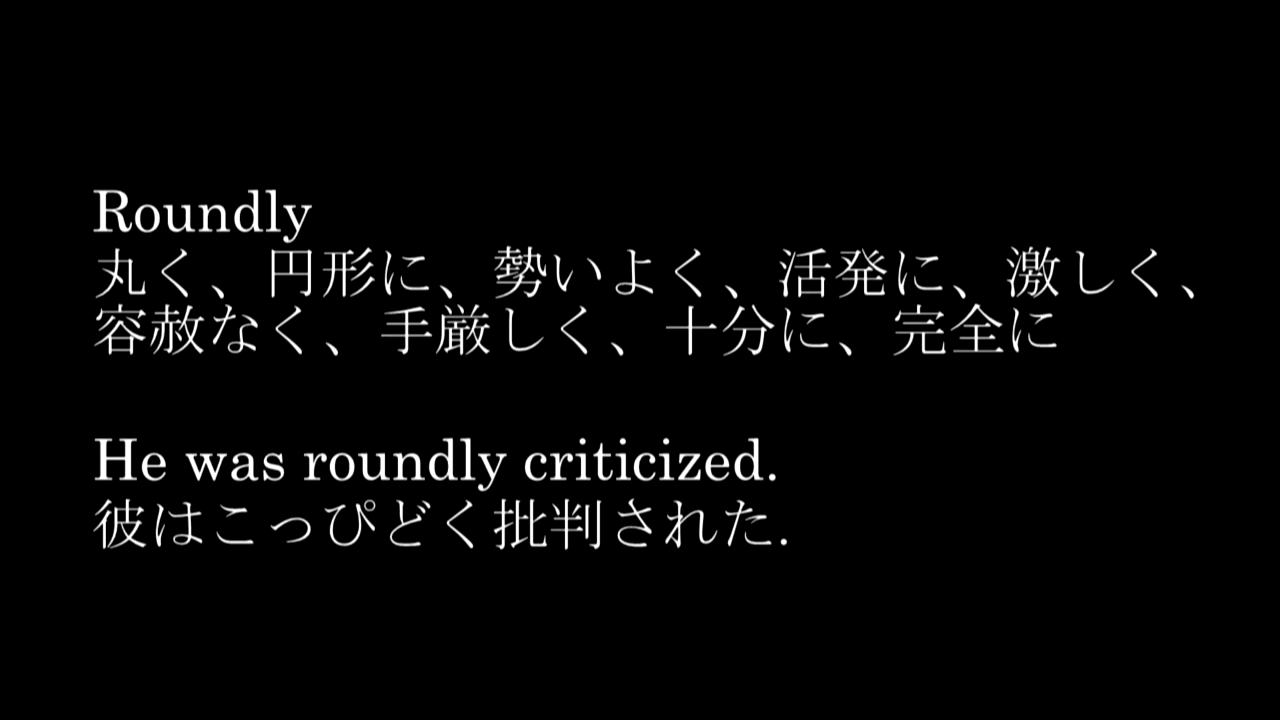 Roundly
丸く、円形に、勢いよく、活発に、激しく、
容赦なく、手厳しく、十分に、完全に
He was roundly criticized.
彼はこっぴどく批判された.